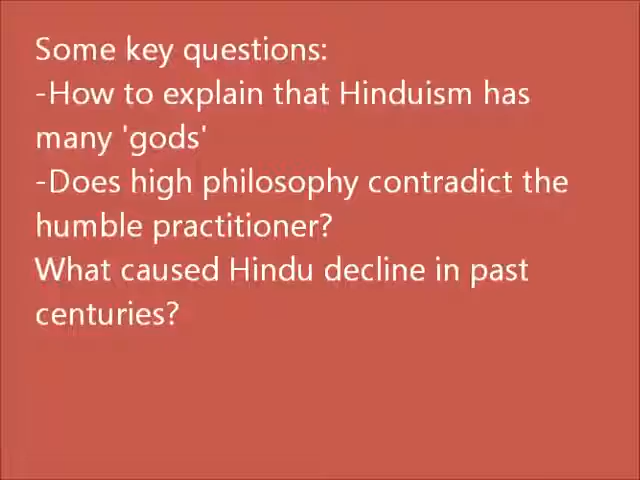 Some key questions:
-How to explain that Hinduism has
many 'gods'
-Does high philosophy contradict the
humble practitioner?
What caused Hindu decline in past
centuries?